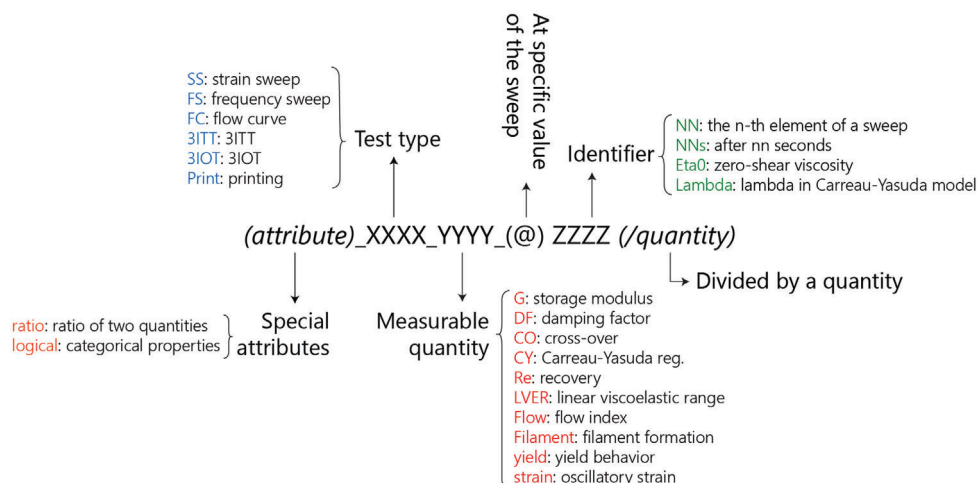 At specific value
of the sweep
SS: strain sweep
FS: frequency sweep
FC: flow curve
3ITT: 3ITT
3IOT: 3IOT
Print: printing
Test type
Identifier
NN: the n-th element of a sweep
NNs: after nn seconds
Eta0: zero-shear viscosity
Lambda: lambda in Carreau-Yasuda model
(attribute)_XXXX_YYYY_(@) ZZZZ (/quantity)
Divided by a quantity
ratio: ratio of two quantities
logical: categorical properties
Special
attributes
Measurable
quantity
G: storage modulus
DF: damping factor
CO: cross-over
CY: Carreau-Yasuda reg.
Re: recovery
LVER: linear viscoelastic range
Flow: flow index
Filament: filament formation
yield: yield behavior
strain: oscillatory strain